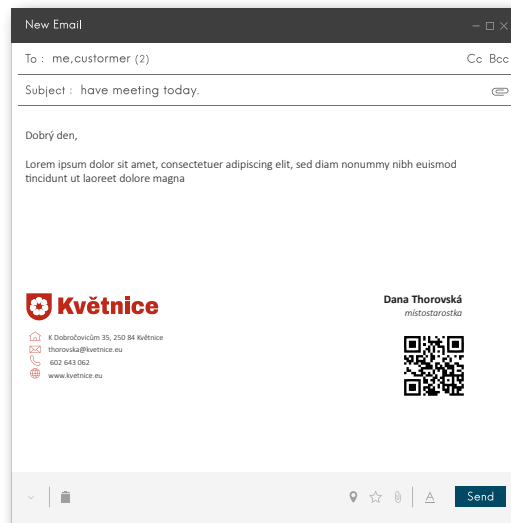 New Email
To : me,custormer (2) Cc Bcc
Subject : have meeting today.
Dobrý den,
Lorem ipsum dolor sit amet, consectetuer adipiscing elit, sed diam nonummy nibh euismod
tincidunt ut laoreet dolore magna
Květnice
Dana Thorovská
místostarostka
K Dobročovicům 35, 250 84 Květnice
thorovska@kvetnice.eu
602 643 062
www.kvetnice.eu
A Send